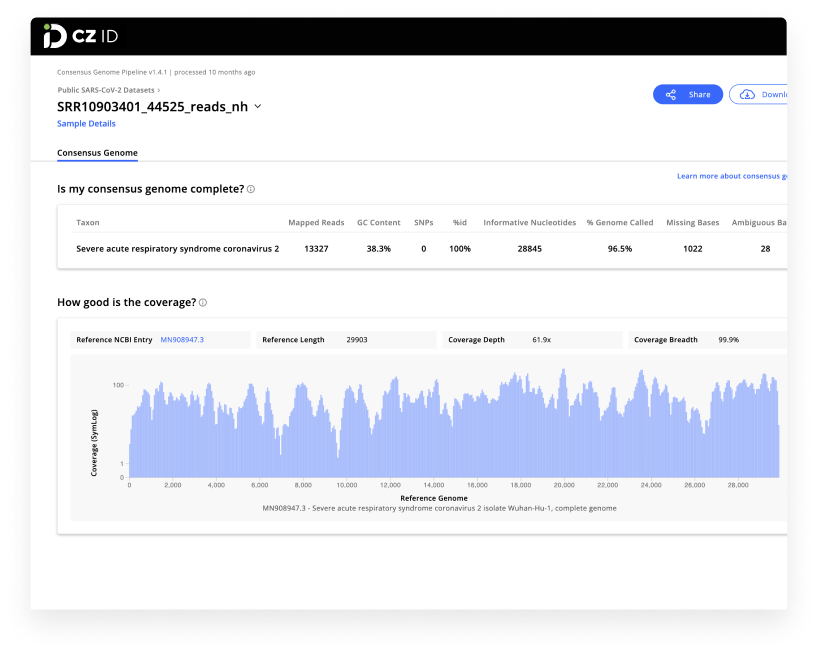 CZ ID
Consensus Genome Pipeline v1.4.1 | processed 10 months ago
Public SARS-CoV-2 Datasets >
SRR10903401_44525_reads_nh
Share
Downl
Sample Details
Consensus Genome
Learn more about consensus g
Is my consensus genome complete?
Taxon Mapped Reads GC Content SNPs %id Informative Nucleotides % Genome Called Missing Bases Ambiguous Ba
Severe acute respiratory syndrome coronavirus 2 13327 38.3% 0 100% 28845 96.5% 1022 28
How good is the coverage?
Reference NCBI Entry MN908947.3 Reference Length 29903 Coverage Depth 61.9x Coverage Breadth 99.9%
Coverage (SymLog)
100
1
0
0 2,000 4,000 6,000 8,000 10,000 12,000 14,000 16,000 18,000 20,000 22,000 24,000 26,000 28,000
Reference Genome
MN908947.3 - Severe acute respiratory syndrome coronavirus 2 isolate Wuhan-Hu-1, complete genome